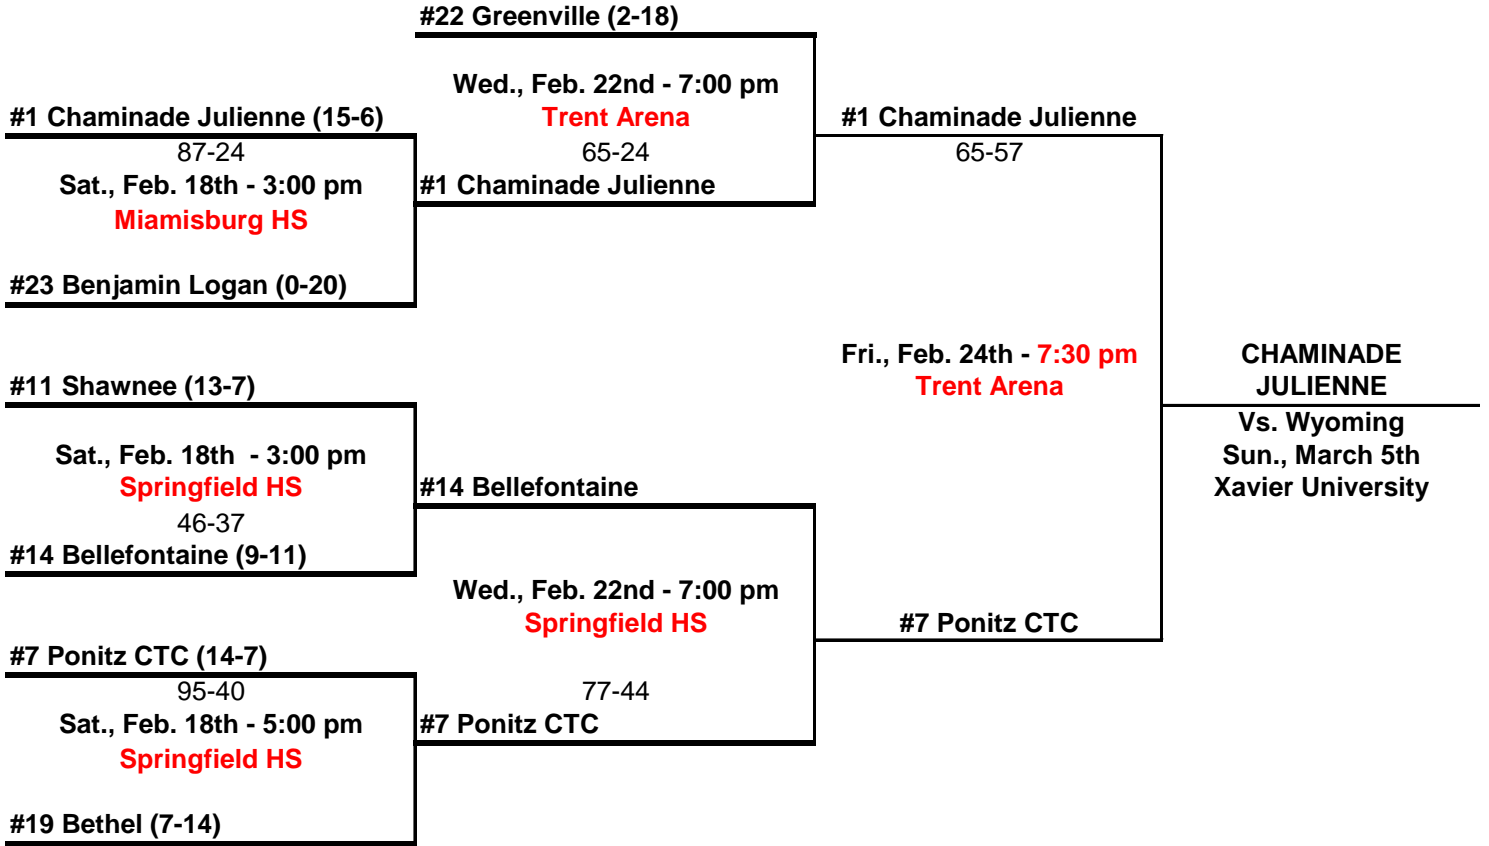 #22 Greenville (2-18)
Wed., Feb. 22nd - 7:00 pm
#1 Chaminade Julienne (15-6)
Trent Arena
#1 Chaminade Julienne
87-24
65-24
65-57
Sat., Feb. 18th - 3:00 pm
#1 Chaminade Julienne
Miamisburg HS
#23 Benjamin Logan (0-20)
Fri., Feb. 24th - 7:30 pm
CHAMINADE
#11 Shawnee (13-7)
Trent Arena
JULIENNE
Vs. Wyoming
Sat., Feb. 18th  - 3:00 pm
Sun., March 5th
Springfield HS
#14 Bellefontaine
Xavier University
46-37
#14 Bellefontaine (9-11)
Wed., Feb. 22nd - 7:00 pm
Springfield HS
#7 Ponitz CTC
#7 Ponitz CTC (14-7)
95-40
77-44
Sat., Feb. 18th - 5:00 pm
#7 Ponitz CTC
Springfield HS
#19 Bethel (7-14)